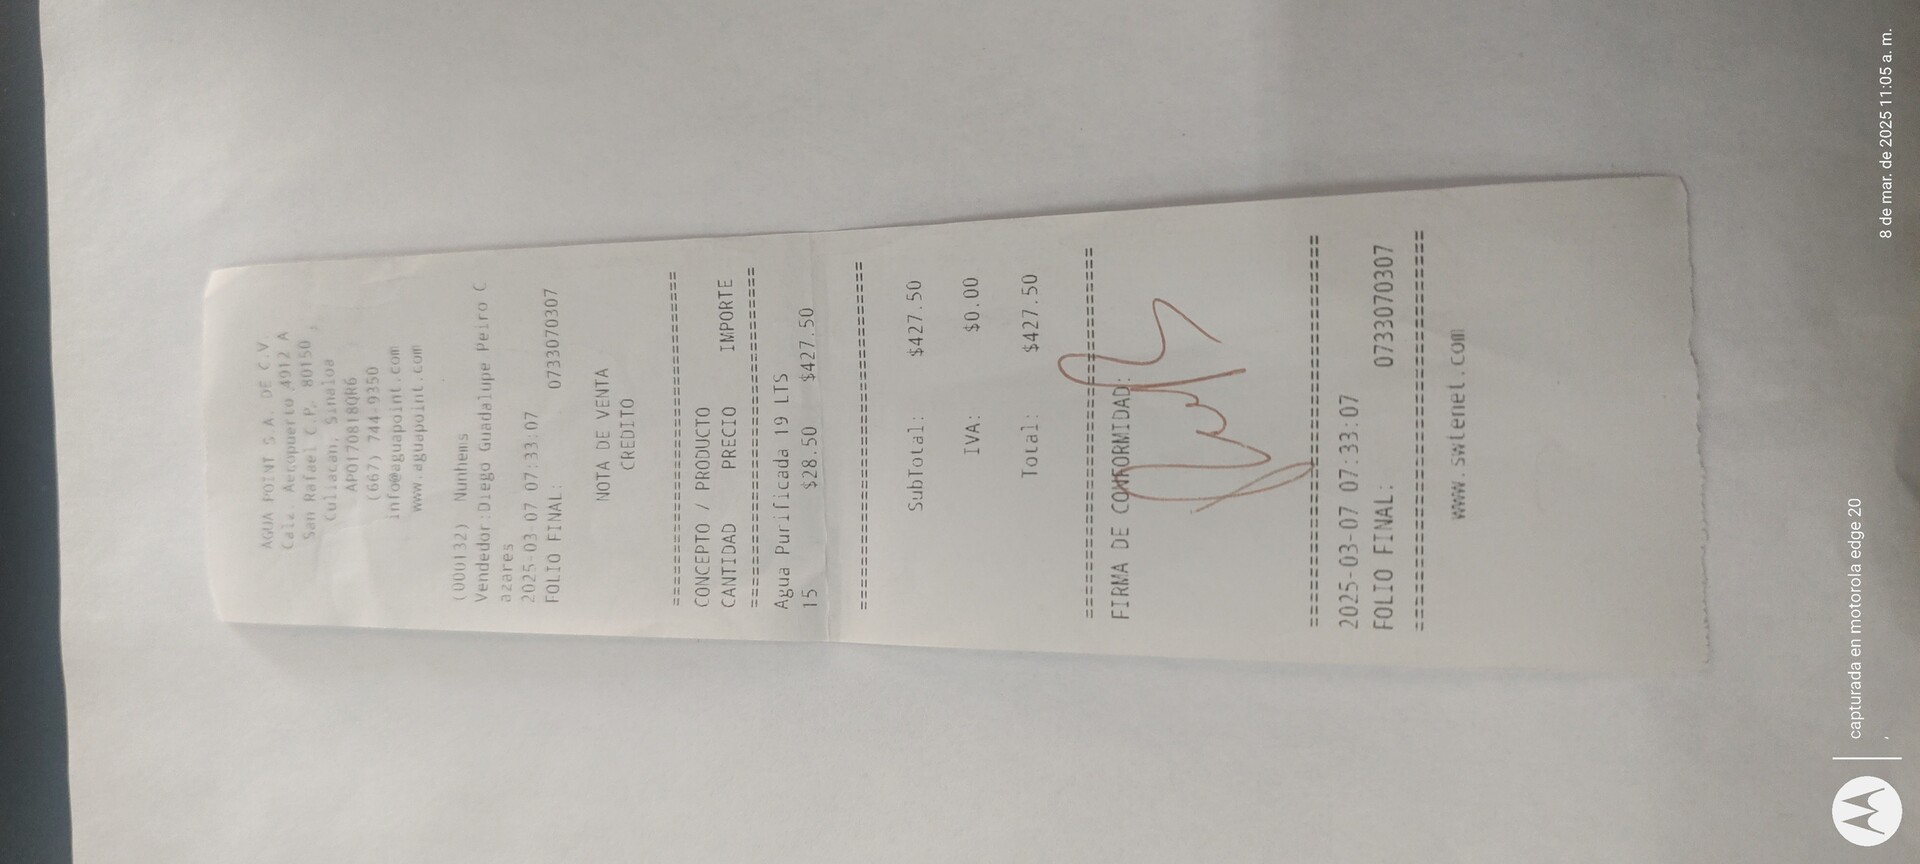 AGUA POINT S.A. DE C.V.
Calz. Aeropuerto 4912 A
San Rafael C.P. 80150,
Culiacan, Sinaloa
APO170818QR6
(667) 744-9350
info@aguapoint.com
www.aguapoint.com
(000132) Nunhems
Vendedor:Diego Guadalupe Peiro C
azares
2025-03-07 07:33:07
FOLIO FINAL: 0733070307
NOTA DE VENTA
CREDITO
================================
CONCEPTO / PRODUCTO
CANTIDAD PRECIO IMPORTE
================================
Agua Purificada 19 LTS
15 $28.50 $427.50
================================
SubTotal: $427.50
IVA: $0.00
Total: $427.50
================================
FIRMA DE CONFORMIDAD:
================================
2025-03-07 07:33:07
FOLIO FINAL: 0733070307
================================
www.swtenet.com
capturada en motorola edge 20
,
8 de mar. de 2025 11:05 a. m.